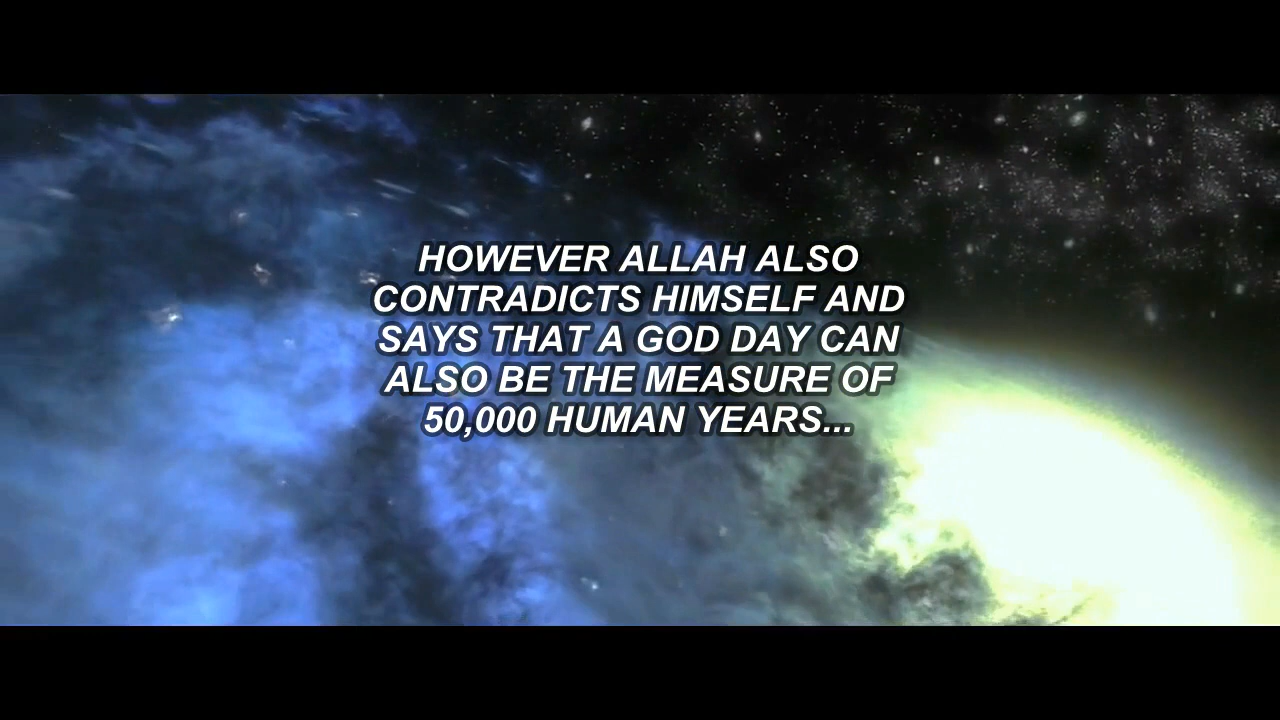 HOWEVER ALLAH ALSO
CONTRADICTS HIMSELF AND
SAYS THAT A GOD DAY CAN
ALSO BE THE MEASURE OF
50,000 HUMAN YEARS...